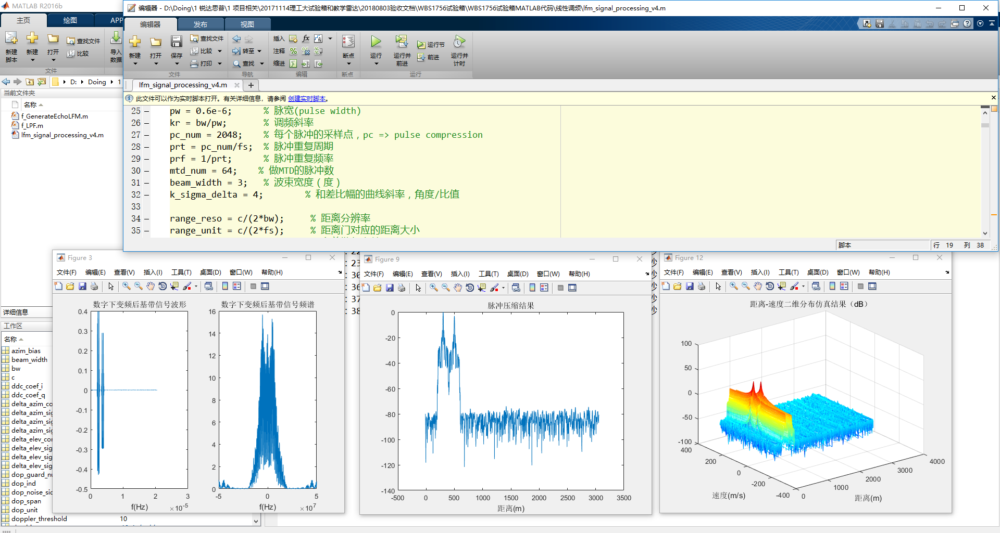 MATLAB R2016b
主页
绘图
APP
新建
脚本
新建
打开
查找文件
比较
导入
数据
文件
D:
Doing
1
当前文件夹
名称
f_GenerateEchoLFM.m
f_LPF.m
lfm_signal_processing_v4.m
详细信息
工作区
名称
azim_bias
beam_width
bw
c
ddc_coef_i
ddc_coef_q
delta_azim_co
delta_azim_sig
delta_azim_sig
delta_azim_sig
delta_elev_con
delta_elev_sig
delta_elev_sig
delta_elev_sig
dop_guard_nu
dop_ind
dop_noise_sid
dop_span
dop_unit
doppler_threshold 10
编辑器 - D:\Doing\1 锐达思普\1 项目相关\20171114理工大试验箱和教学雷达\20180803验收文档\WBS1756试验箱\WBS1756试验箱MATLAB代码\线性调频\lfm_signal_processing_v4.m
编辑器
发布
视图
新建
打开
保存
查找文件
比较
打印
文件
转至
查找
导航
插入
注释
缩进
编辑
断点
断点
运行
运行并
前进
运行节
前进
运行并
计时
运行
lfm_signal_processing_v4.m
此文件可以作为实时脚本打开。有关详细信息，请参阅 创建实时脚本。
25 – pw = 0.6e-6; % 脉宽(pulse width)
26 – kr = bw/pw; % 调频斜率
27 – pc_num = 2048; % 每个脉冲的采样点，pc => pulse compression
28 – prt = pc_num/fs; % 脉冲重复周期
29 – prf = 1/prt; % 脉冲重复频率
30 – mtd_num = 64; % 做MTD的脉冲数
31 – beam_width = 3; % 波束宽度（度）
32 – k_sigma_delta = 4; % 和差比幅的曲线斜率，角度/比值
33
34 – range_reso = c/(2*bw); % 距离分辨率
35 – range_unit = c/(2*fs); % 距离门对应的距离大小
脚本
行 19 列 38
Figure 3
文件(F) 编辑(E) 查看(V) 插入(I) 工具(T) 桌面(D) 窗口(W) 帮助(H)
数字下变频后基带信号波形
0.4
0.3
0.2
0.1
0
-0.1
-0.2
-0.3
-0.4
-0.5
0 1 2 3
f(Hz)
×10-5
数字下变频后基带信号频谱
16
14
12
10
8
6
4
2
0
-5 0 5
f(Hz)
×10 7
: 22
: 23
: 30
: 36
: 37
: 38
Figure 9
文件(F) 编辑(E) 查看(V) 插入(I) 工具(T) 桌面(D) 窗口(W) 帮助(H)
脉冲压缩结果
0
-20
-40
-60
-80
-100
-120
-140
-500 0 500 1000 1500 2000 2500 3000 3500
距离(m)
秒
秒
秒
秒
秒
秒
Figure 12
文件(F) 编辑(E) 查看(V) 插入(I) 工具(T) 桌面(D) 窗口(W) 帮助(H)
距离-速度二维分布仿真结果（dB）
100
50
0
-50
-100
400
200
0
-200
-400
速度(m/s)
0
1000
2000
3000
4000
距离(m)